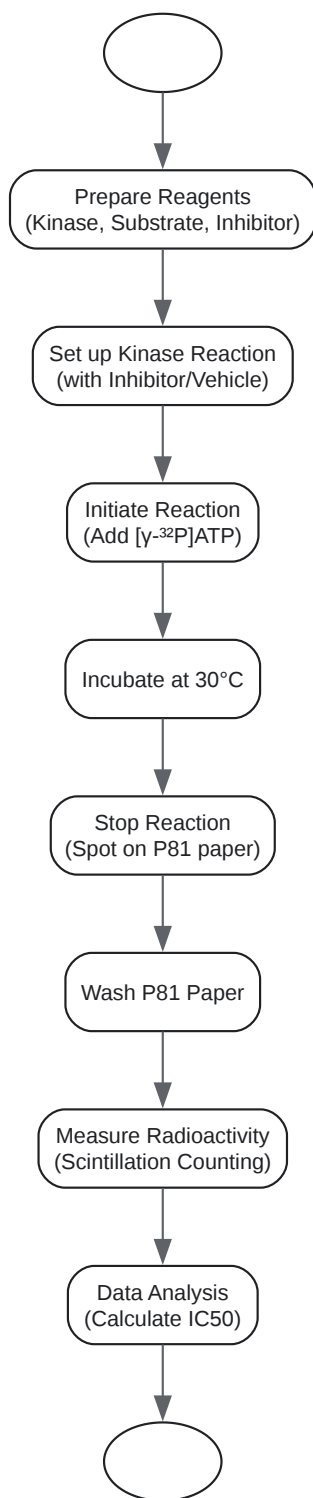 Prepare Reagents
(Kinase, Substrate, Inhibitor)
Set up Kinase Reaction
(with Inhibitor/Vehicle)
Initiate Reaction
(Add [γ-³²P]ATP)
Incubate at 30°C
Stop Reaction
(Spot on P81 paper)
Wash P81 Paper
Measure Radioactivity
(Scintillation Counting)
Data Analysis
(Calculate IC50)